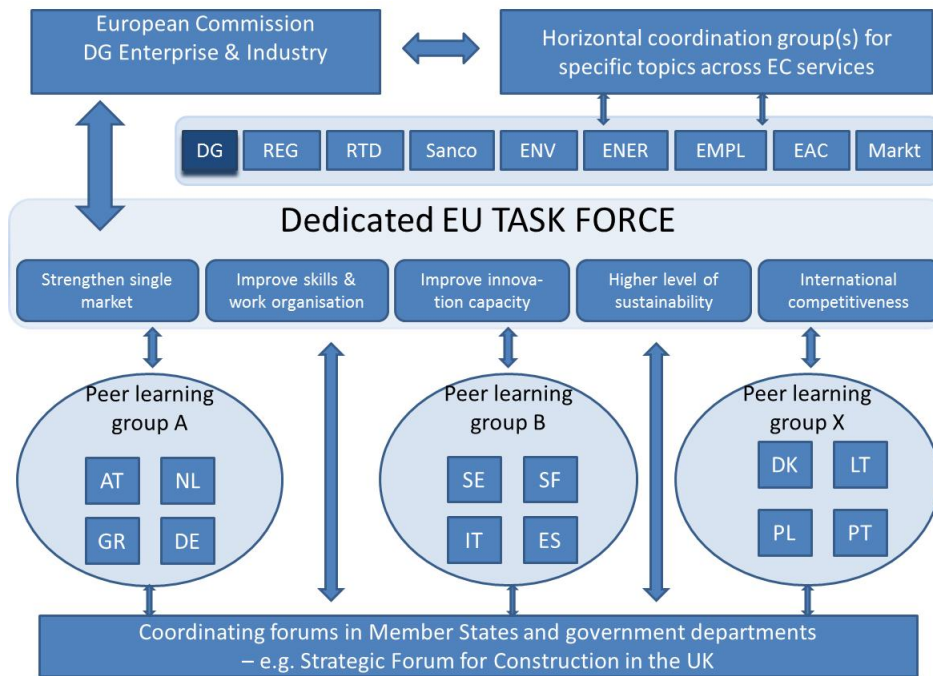 European Commission
DG Enterprise & Industry
Horizontal coordination group(s) for
specific topics across EC services
DG REG RTD Sanco ENV ENER EMPL EAC Markt
Dedicated EU TASK FORCE
Strengthen single
market
Improve skills &
work organisation
Improve innova-
tion capacity
Higher level of
sustainability
International
competitiveness
Peer learning
group A
AT NL
GR DE
Peer learning
group B
SE SF
IT ES
Peer learning
group X
DK LT
PL PT
Coordinating forums in Member States and government departments
– e.g. Strategic Forum for Construction in the UK